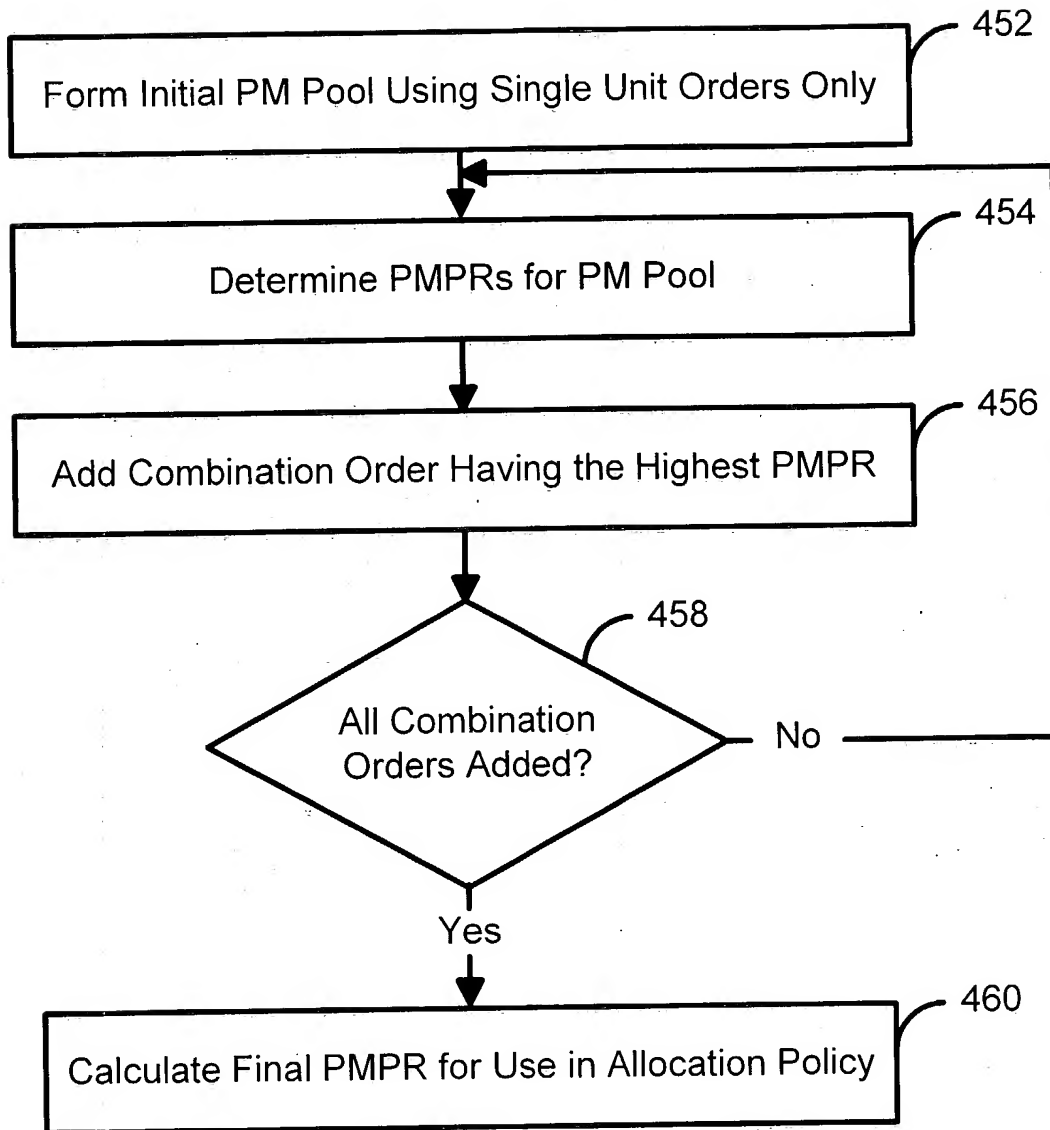 452
Form Initial PM Pool Using Single Unit Orders Only
454
Determine PMPRs for PM Pool
456
Add Combination Order Having the Highest PMPR
458
All Combination
Orders Added?
No
Yes
460
Calculate Final PMPR for Use in Allocation Policy